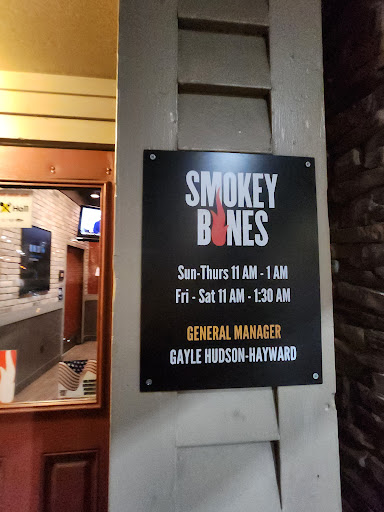 SMOKEY
BONES
Sun-Thurs 11 AM - 1 AM
Fri - Sat 11 AM - 1:30 AM
GENERAL MANAGER
GAYLE HUDSON-HAYWARD